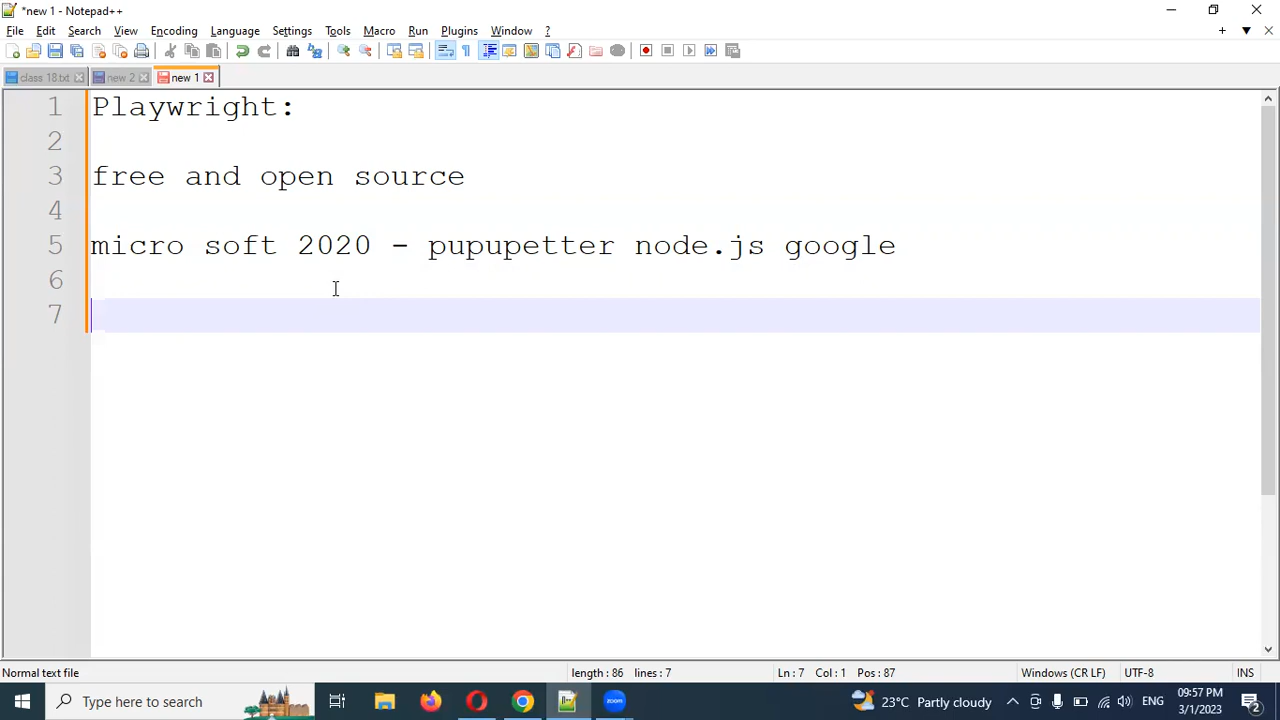 *new 1 - Notepad++
File Edit Search View Encoding Language Settings Tools Macro Run Plugins Window ?
class 18.txt new 2 new 1
1 Playwright:
2
3 free and open source
4
5 micro soft 2020 - pupupetter node.js google
6
7
Normal text file length : 86 lines : 7 Ln : 7 Col : 1 Pos : 87 Windows (CR LF) UTF-8 INS
Type here to search zoom 23°C Partly cloudy ENG 09:57 PM
3/1/2023 2